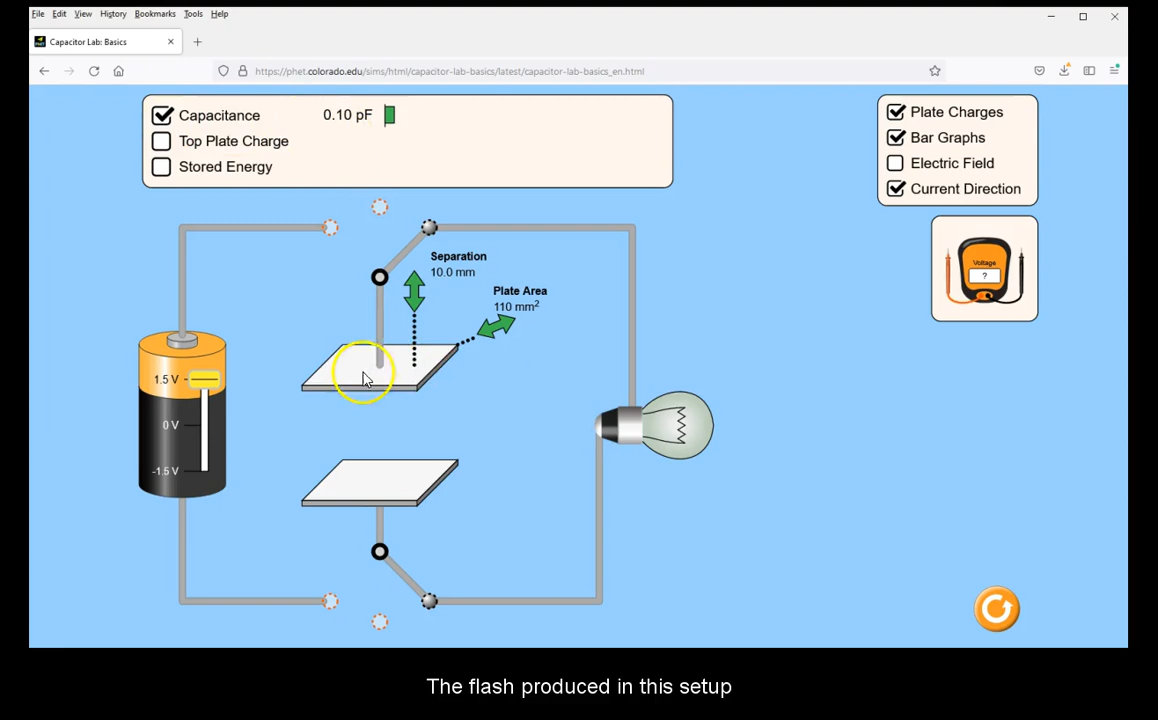 File Edit View History Bookmarks Tools Help
Capacitor Lab: Basics
https://phet.colorado.edu/sims/html/capacitor-lab-basics/latest/capacitor-lab-basics_en.html
Capacitance 0.10 pF
Top Plate Charge
Stored Energy
Plate Charges
Bar Graphs
Electric Field
Current Direction
Voltage
?
Separation
10.0 mm
Plate Area
110 mm²
1.5 V
0 V
-1.5 V
The flash produced in this setup